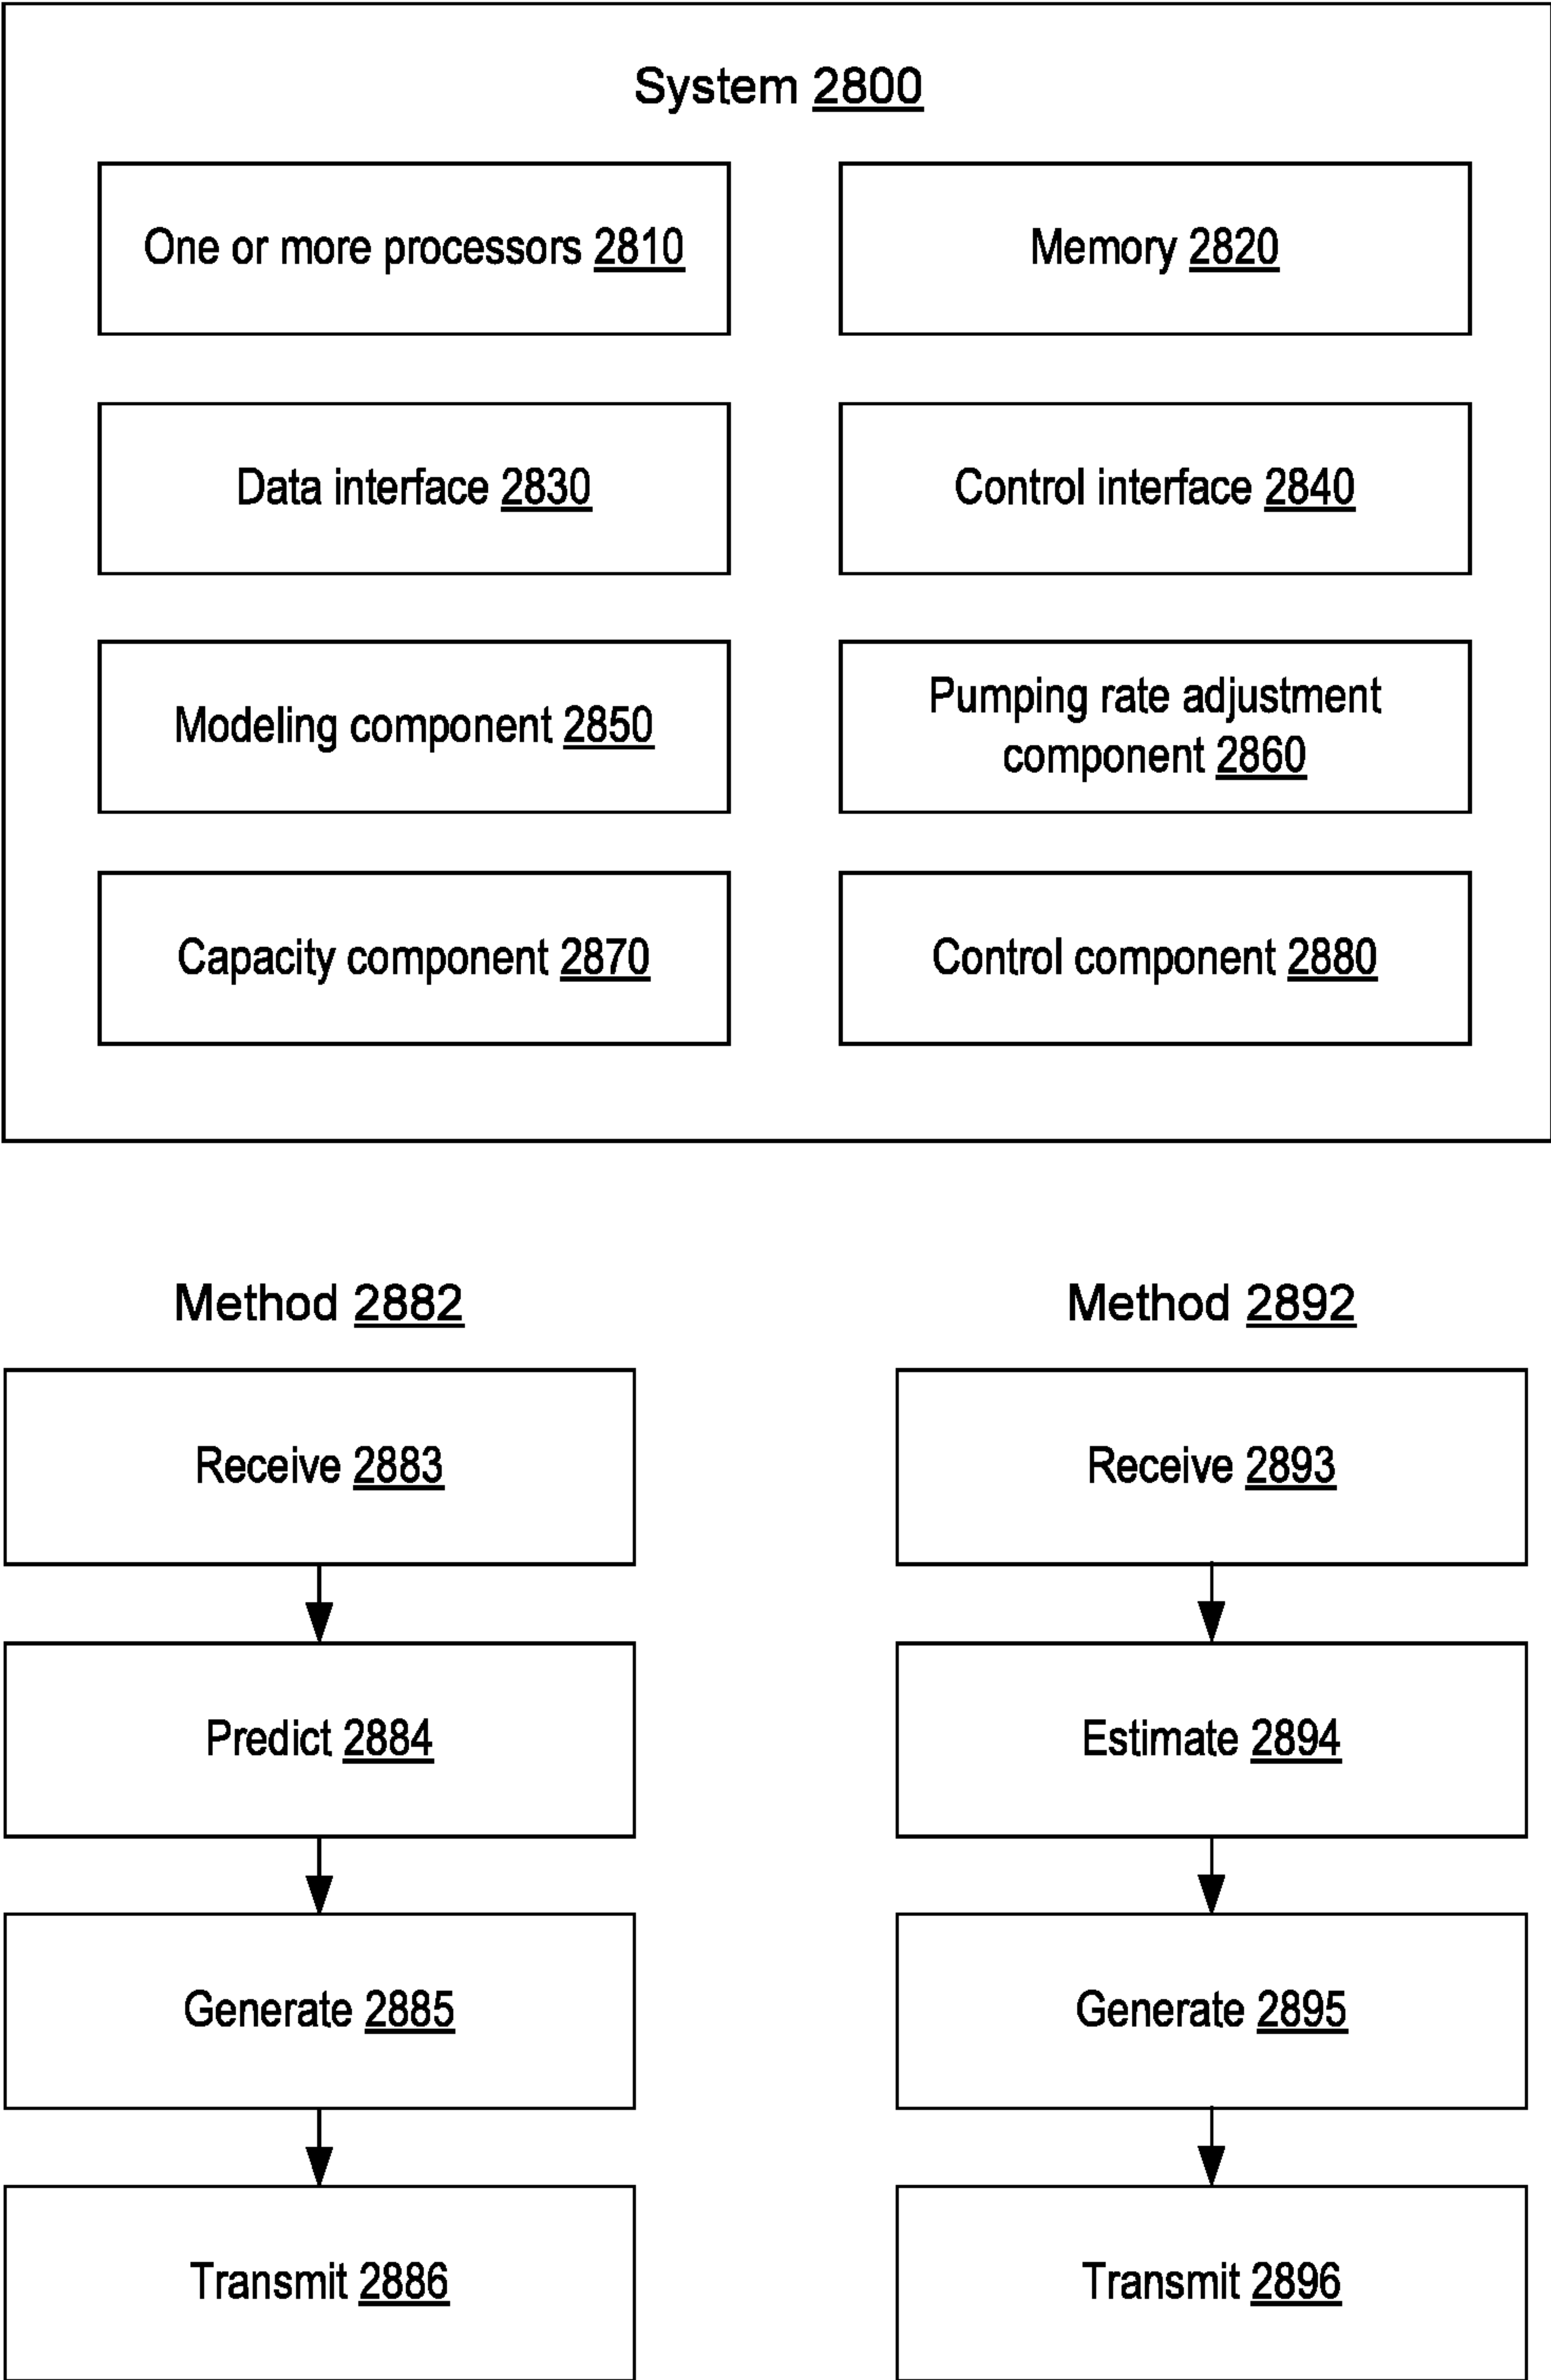 System 2800
One or more processors 2810
Memory 2820
Data interface 2830
Control interface 2840
Modeling component 2850
Pumping rate adjustment
component 2860
Capacity component 2870
Control component 2880
Method 2882
Receive 2883
Predict 2884
Generate 2885
Transmit 2886
Method 2892
Receive 2893
Estimate 2894
Generate 2895
Transmit 2896